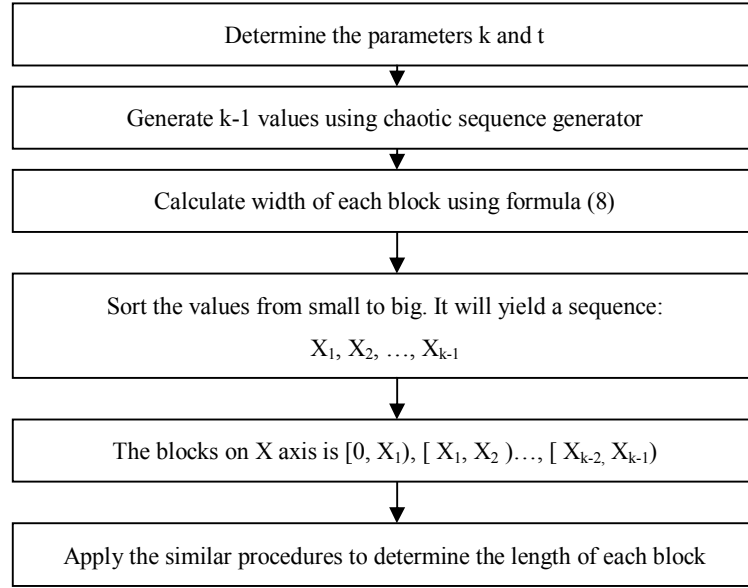 Determine the parameters k and t
Generate k-1 values using chaotic sequence generator
Calculate width of each block using formula (8)
Sort the values from small to big. It will yield a sequence:
X₁, X₂, …, Xₖ₋₁
The blocks on X axis is [0, X₁), [ X₁, X₂ )…, [ Xₖ₋₂, Xₖ₋₁)
Apply the similar procedures to determine the length of each block